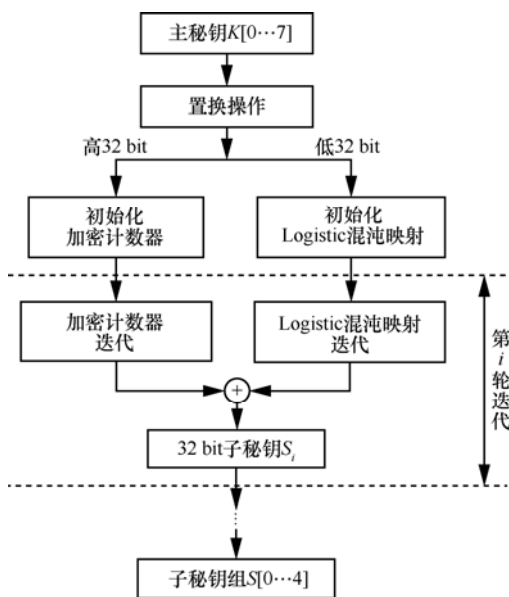 主秘钥K[0…7]
置换操作
高32 bit
低32 bit
初始化
加密计数器
初始化
Logistic混沌映射
加密计数器
迭代
Logistic混沌映射
迭代
第i轮迭代
+
32 bit子秘钥Si
子秘钥组S[0…4]